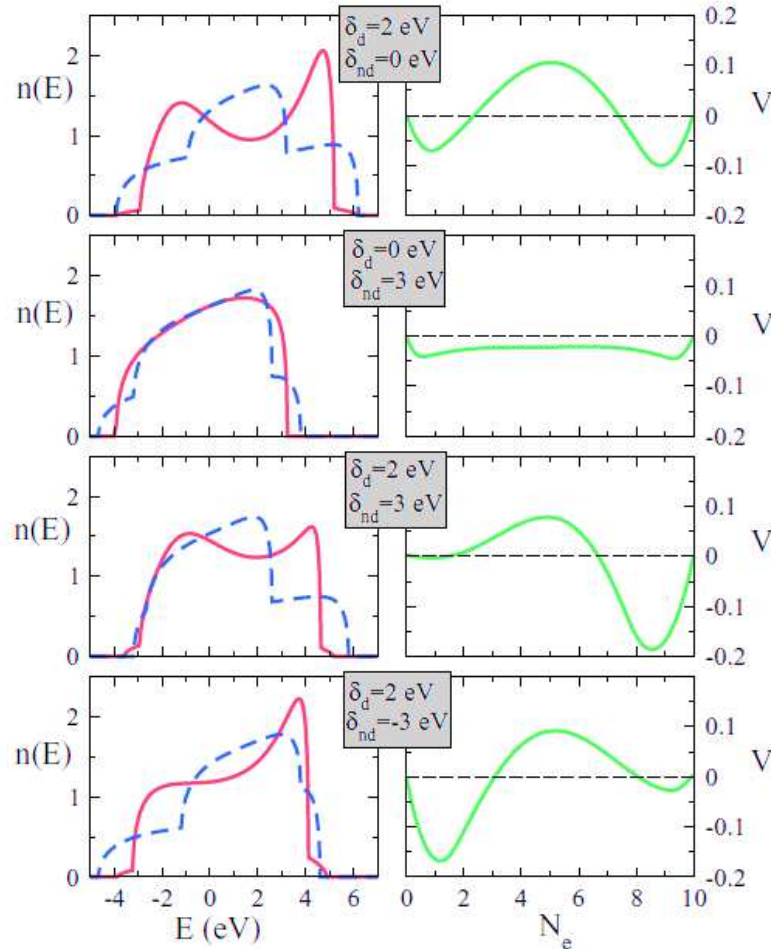 δd=2 eV
δnd=0 eV
n(E)
2
1
0
0.2
0.1
0
-0.1
-0.2
V
δd=0 eV
δnd=3 eV
n(E)
2
1
0
0.1
0
-0.1
-0.2
V
δd=2 eV
δnd=3 eV
n(E)
2
1
0
0.1
0
-0.1
-0.2
V
δd=2 eV
δnd=-3 eV
n(E)
2
1
0
0.1
0
-0.1
-0.2
V
-4 -2 0 2 4 6
E (eV)
0 2 4 6 8 10
Ne